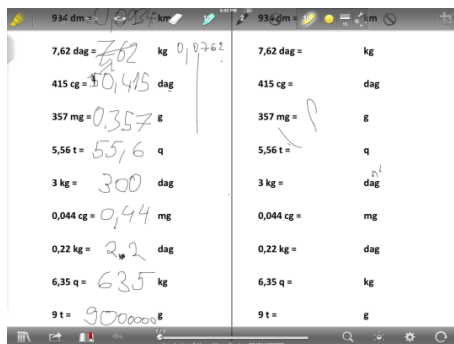 934 dm = 0,0934 km 934 dm = km
7,62 dag = 7,62 kg 0,0762 7,62 dag = kg
415 cg = 0,415 dag 415 cg = dag
357 mg = 0,357 g 357 mg = g
5,56 t = 55,6 q 5,56 t = q
3 kg = 300 dag 3 kg = dag
0,044 cg = 0,44 mg 0,044 cg = mg
0,22 kg = 2.2 dag 0,22 kg = dag
6,35 q = 635 kg 6,35 q = kg
9 t = 9000000 g 9 t = g